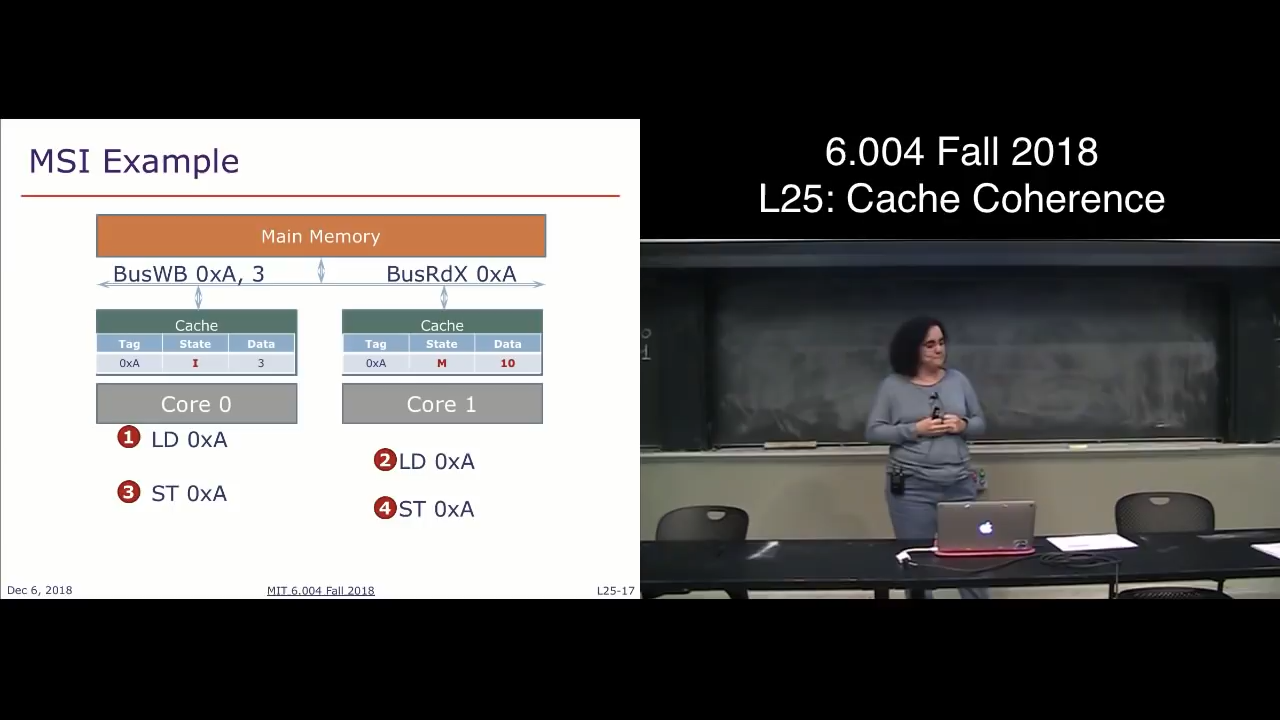 MSI Example
Main Memory
BusWB 0xA, 3
BusRdX 0xA
Cache
Tag State Data
0xA I 3
Core 0
Cache
Tag State Data
0xA M 10
Core 1
1 LD 0xA
2 LD 0xA
3 ST 0xA
4 ST 0xA
Dec 6, 2018
MIT 6.004 Fall 2018
L25-17
6.004 Fall 2018
L25: Cache Coherence